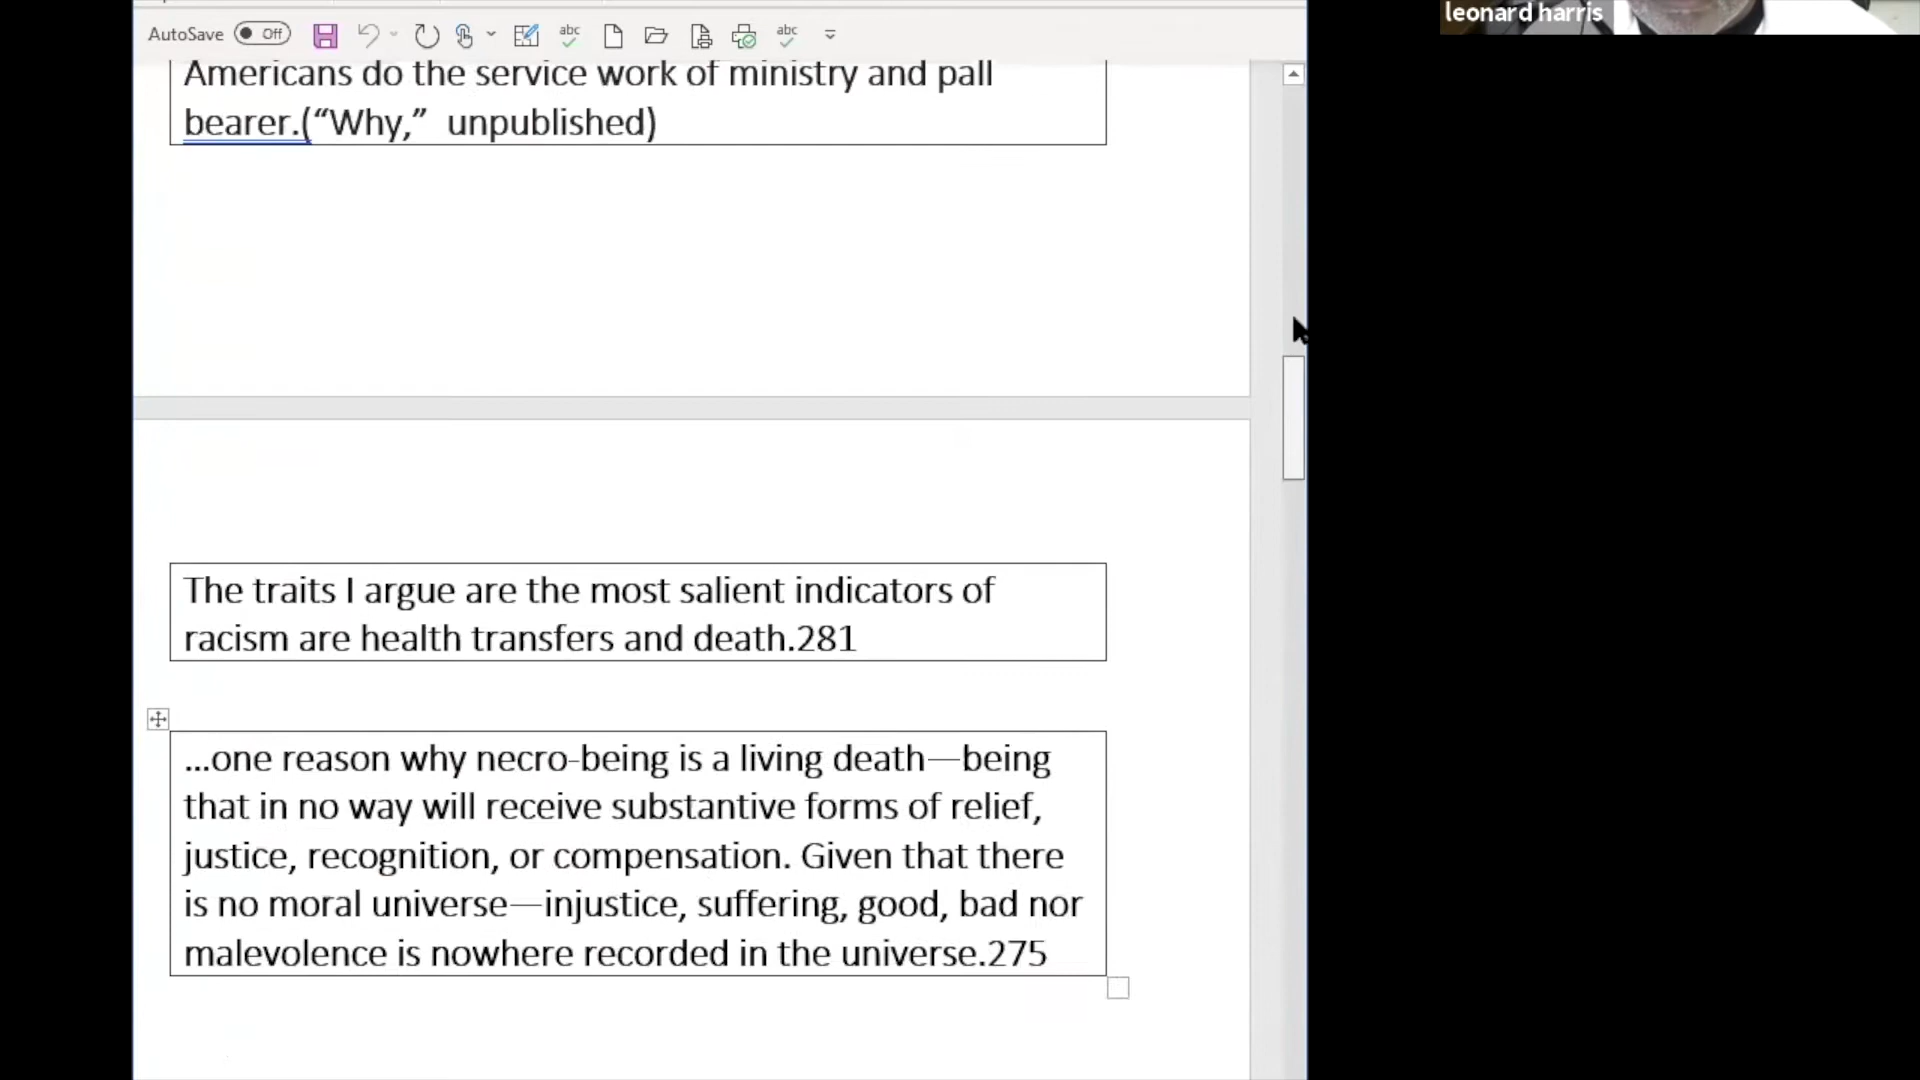 leonard harris
AutoSave Off
abc
abc
Americans do the service work of ministry and pall
bearer.(“Why,” unpublished)
The traits I argue are the most salient indicators of
racism are health transfers and death.281
...one reason why necro-being is a living death—being
that in no way will receive substantive forms of relief,
justice, recognition, or compensation. Given that there
is no moral universe—injustice, suffering, good, bad nor
malevolence is nowhere recorded in the universe.275